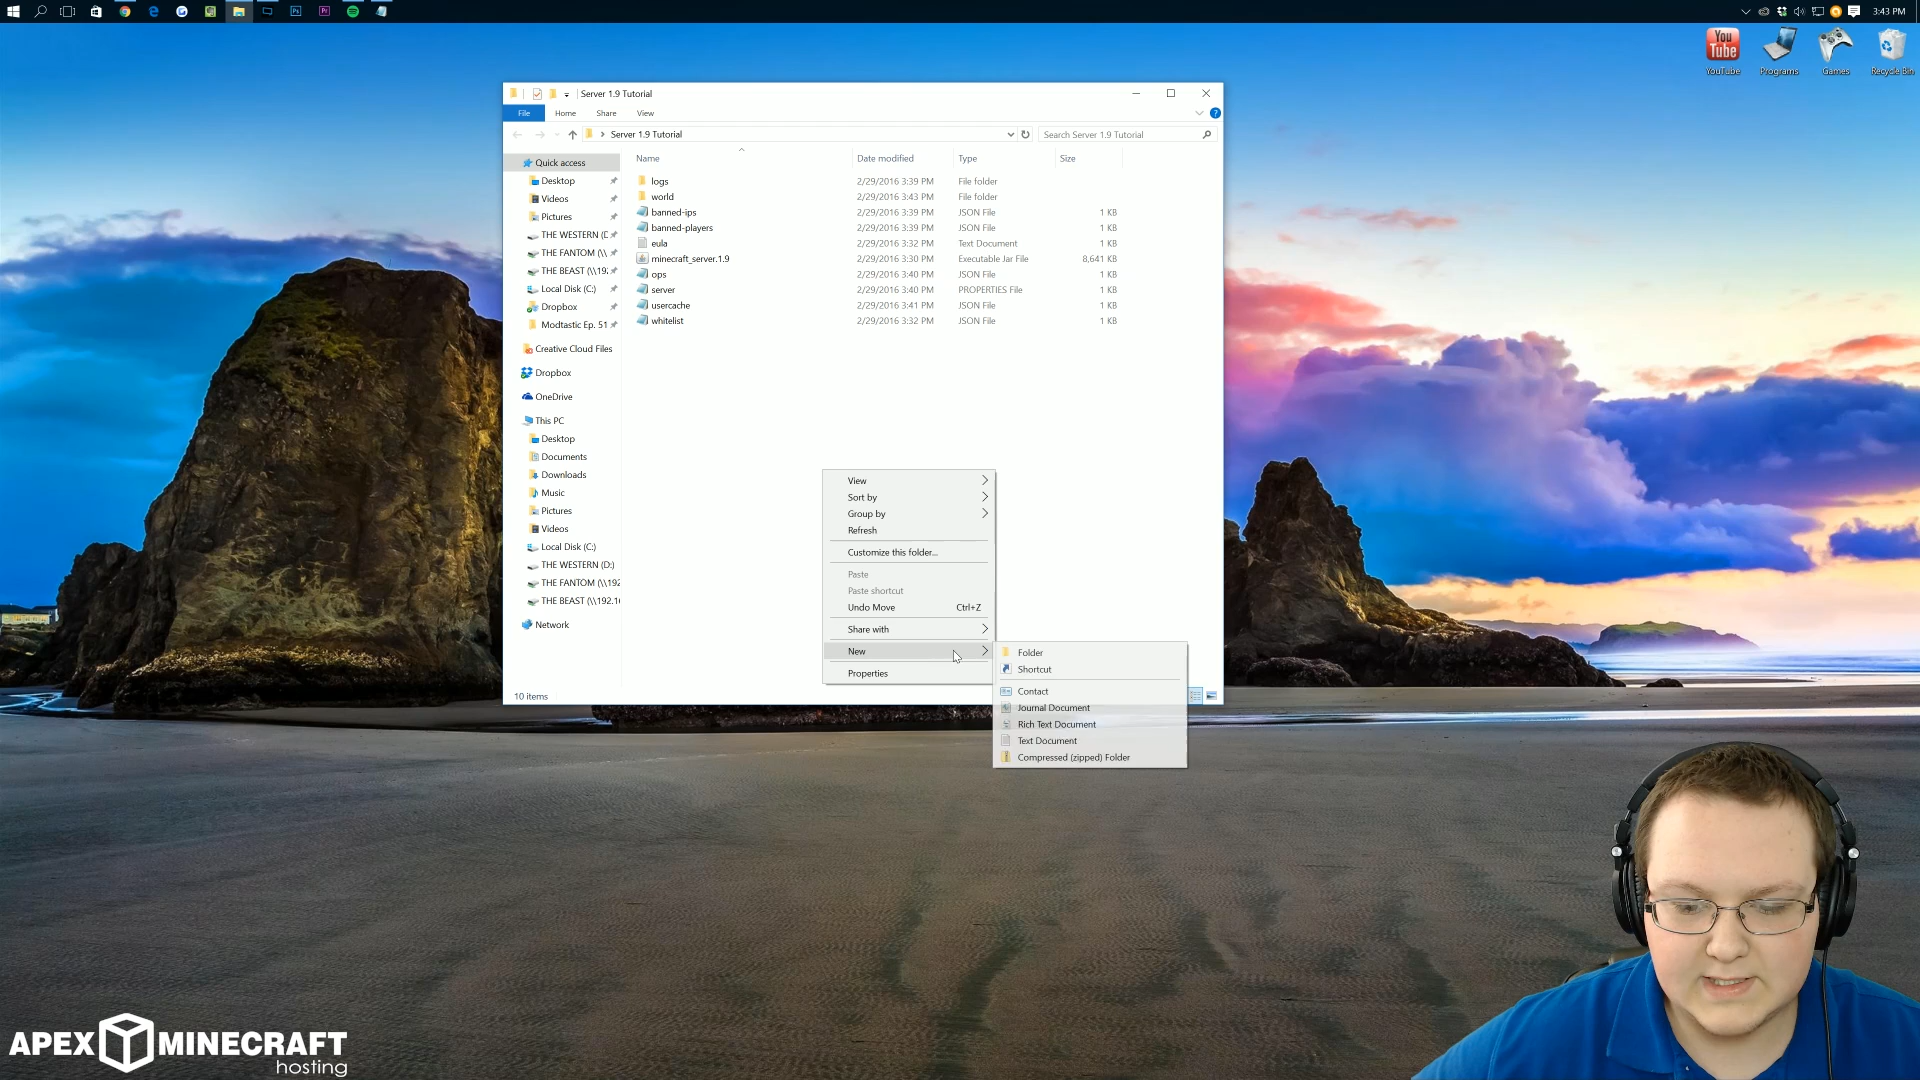 3:43 PM
YouTube
Programs
Games
Recycle Bin
You
Tube
Server 1.9 Tutorial
File
Home
Share
View
Server 1.9 Tutorial
Search Server 1.9 Tutorial
Name
Date modified
Type
Size
logs
2/29/2016 3:39 PM
File folder
world
2/29/2016 3:43 PM
File folder
banned-ips
2/29/2016 3:39 PM
JSON File
1 KB
banned-players
2/29/2016 3:39 PM
JSON File
1 KB
eula
2/29/2016 3:32 PM
Text Document
1 KB
minecraft_server.1.9
2/29/2016 3:30 PM
Executable Jar File
8,641 KB
ops
2/29/2016 3:40 PM
JSON File
1 KB
server
2/29/2016 3:40 PM
PROPERTIES File
1 KB
usercache
2/29/2016 3:41 PM
JSON File
1 KB
whitelist
2/29/2016 3:32 PM
JSON File
1 KB
Quick access
Desktop
Videos
Pictures
THE WESTERN (D
THE FANTOM (\\
THE BEAST (\\192.
Local Disk (C:)
Dropbox
Modtastic Ep. 51
Creative Cloud Files
Dropbox
OneDrive
This PC
Desktop
Documents
Downloads
Music
Pictures
Videos
Local Disk (C:)
THE WESTERN (D:)
THE FANTOM (\\192
THE BEAST (\\192.16
Network
10 items
View
Sort by
Group by
Refresh
Customize this folder...
Paste
Paste shortcut
Undo Move Ctrl+Z
Share with
New
Properties
Folder
Shortcut
Contact
Journal Document
Rich Text Document
Text Document
Compressed (zipped) Folder
APEX MINECRAFT
hosting